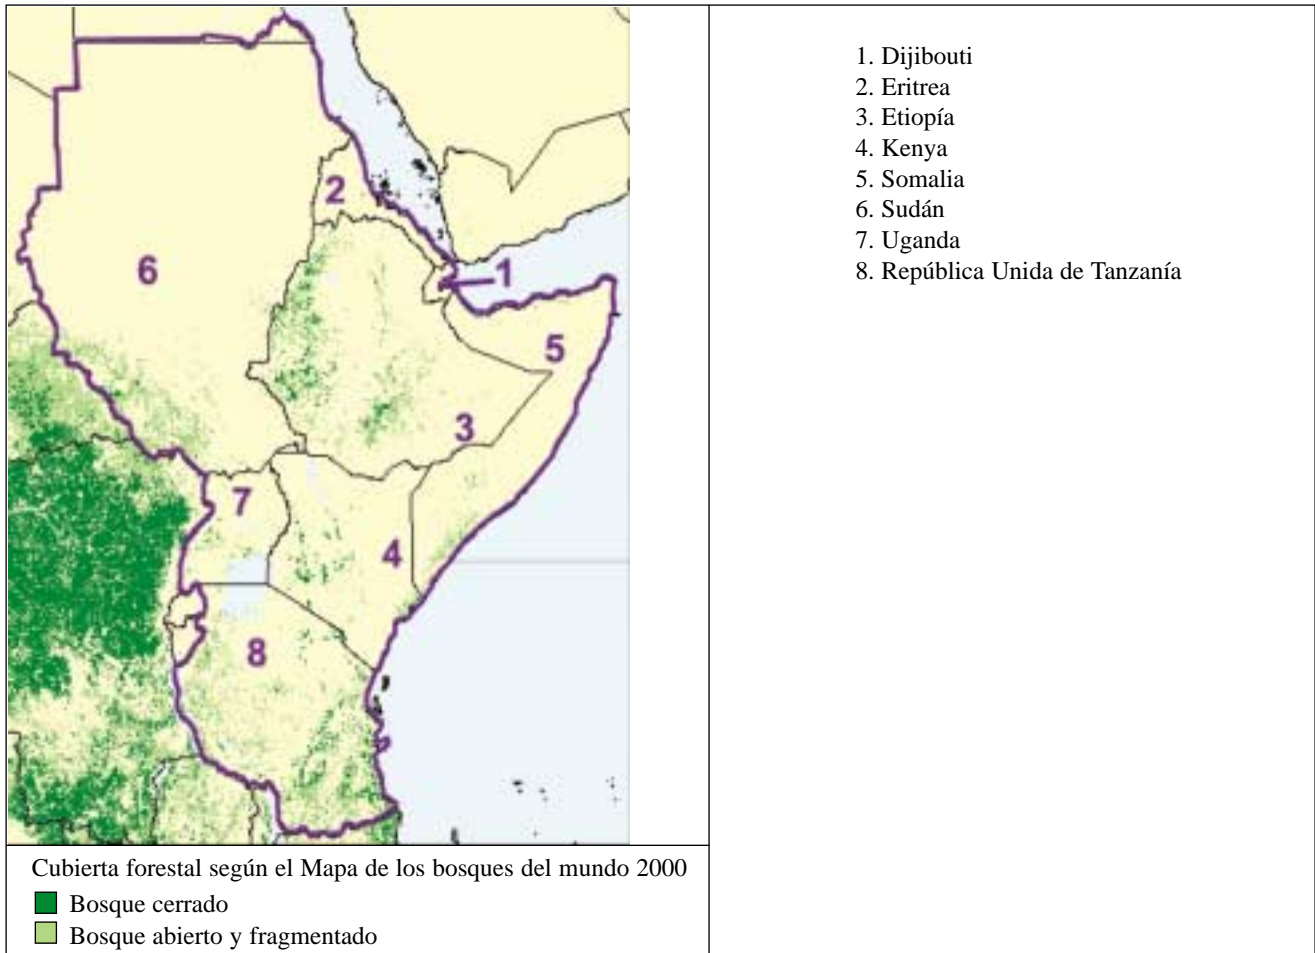 2
6
1
5
3
7
4
8
Cubierta forestal según el Mapa de los bosques del mundo 2000
Bosque cerrado
Bosque abierto y fragmentado
1. Dijibouti
2. Eritrea
3. Etiopía
4. Kenya
5. Somalia
6. Sudán
7. Uganda
8. República Unida de Tanzanía